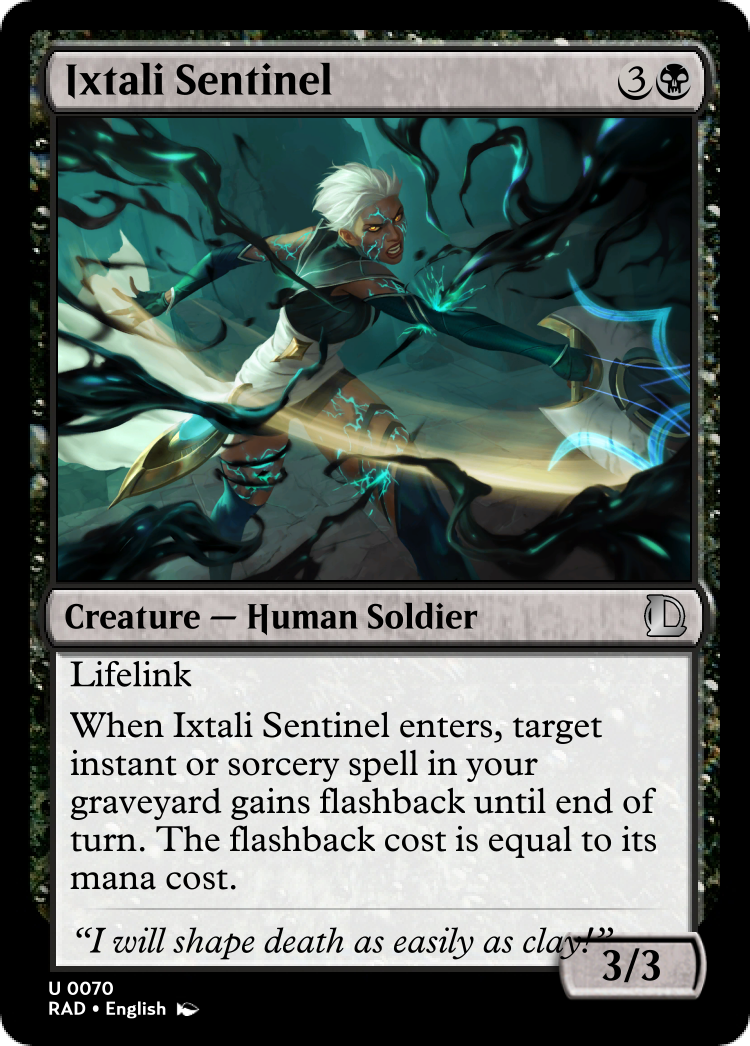 Ixtali Sentinel 3
Creature — Human Soldier
Lifelink
When Ixtali Sentinel enters, target
instant or sorcery spell in your
graveyard gains flashback until end of
turn. The flashback cost is equal to its
mana cost.
“I will shape death as easily as clay!”
3/3
U 0070
RAD • English